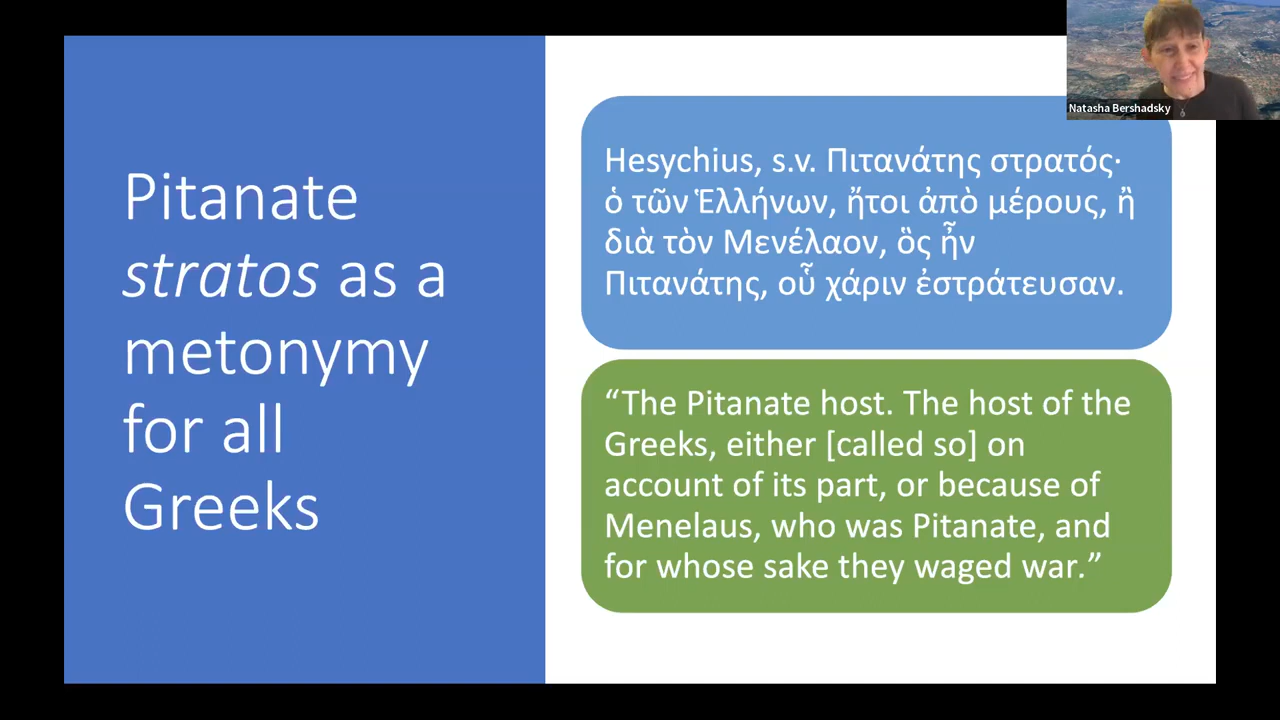 Pitanate
stratos as a
metonymy
for all
Greeks
Hesychius, s.v. Πιτανάτης στρατός·
ὁ τῶν Ἑλλήνων, ἤτοι ἀπὸ μέρους, ἢ
διὰ τὸν Μενέλαον, ὃς ἦν
Πιτανάτης, οὗ χάριν ἐστράτευσαν.
“The Pitanate host. The host of the
Greeks, either [called so] on
account of its part, or because of
Menelaus, who was Pitanate, and
for whose sake they waged war.”
Natasha Bershadsky